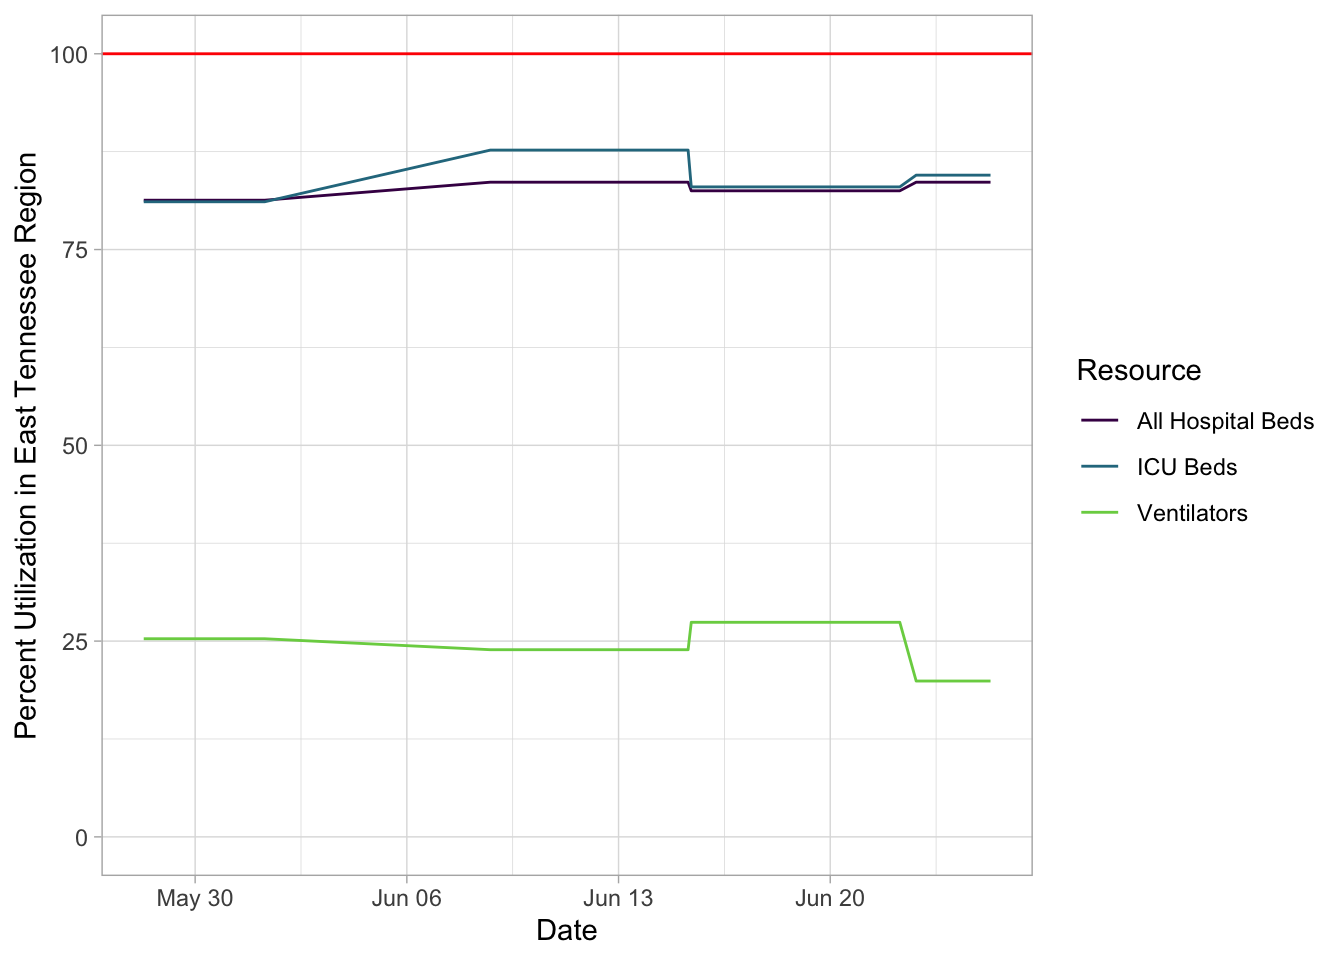 Percent Utilization in East Tennessee Region
100
75
50
25
0
May 30
Jun 06
Jun 13
Jun 20
Date
Resource
All Hospital Beds
ICU Beds
Ventilators